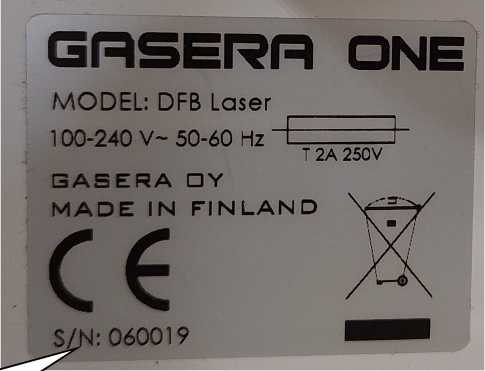 GASERA ONE
MODEL: DFB Laser
100-240 V~ 50-60 Hz
T 2A 250V
GASERA OY
MADE IN FINLAND
CE
S/N: 060019